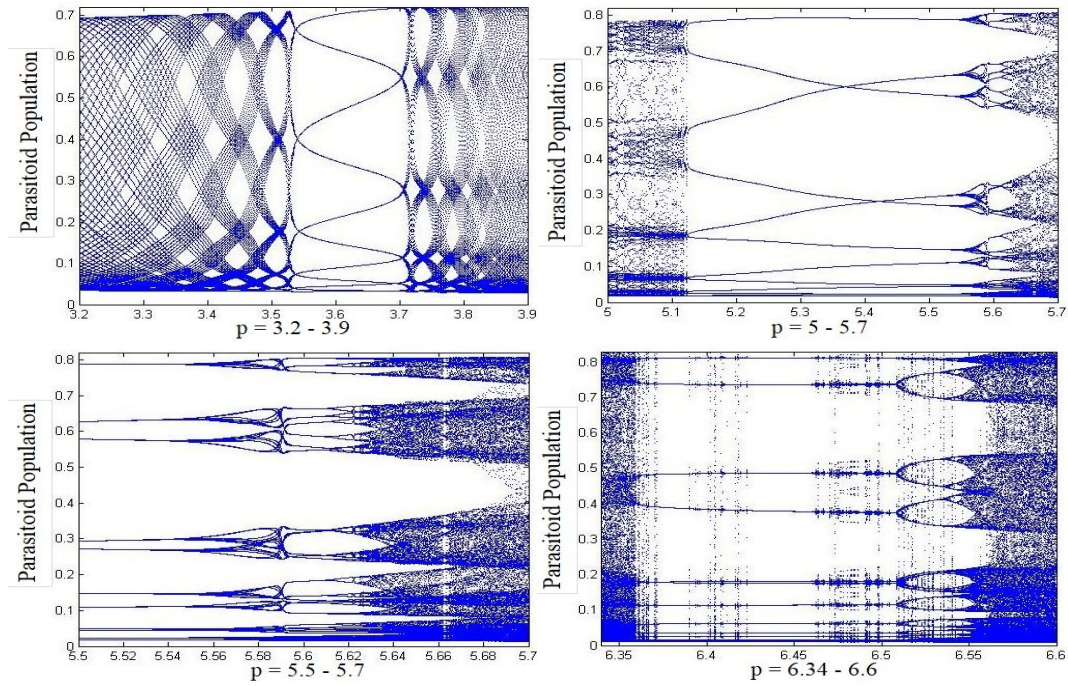 Parasitoid Population
0.7
0.6
0.5
0.4
0.3
0.2
0.1
0
3.2 3.3 3.4 3.5 3.6 3.7 3.8 3.9
p = 3.2 - 3.9
Parasitoid Population
0.8
0.7
0.6
0.5
0.4
0.3
0.2
0.1
0
5 5.1 5.2 5.3 5.4 5.5 5.6 5.7
p = 5 - 5.7
Parasitoid Population
0.8
0.7
0.6
0.5
0.4
0.3
0.2
0.1
0
5.5 5.52 5.54 5.56 5.58 5.6 5.62 5.64 5.66 5.68 5.7
p = 5.5 - 5.7
Parasitoid Population
0.8
0.7
0.6
0.5
0.4
0.3
0.2
0.1
0
6.35 6.4 6.45 6.5 6.55 6.6
p = 6.34 - 6.6